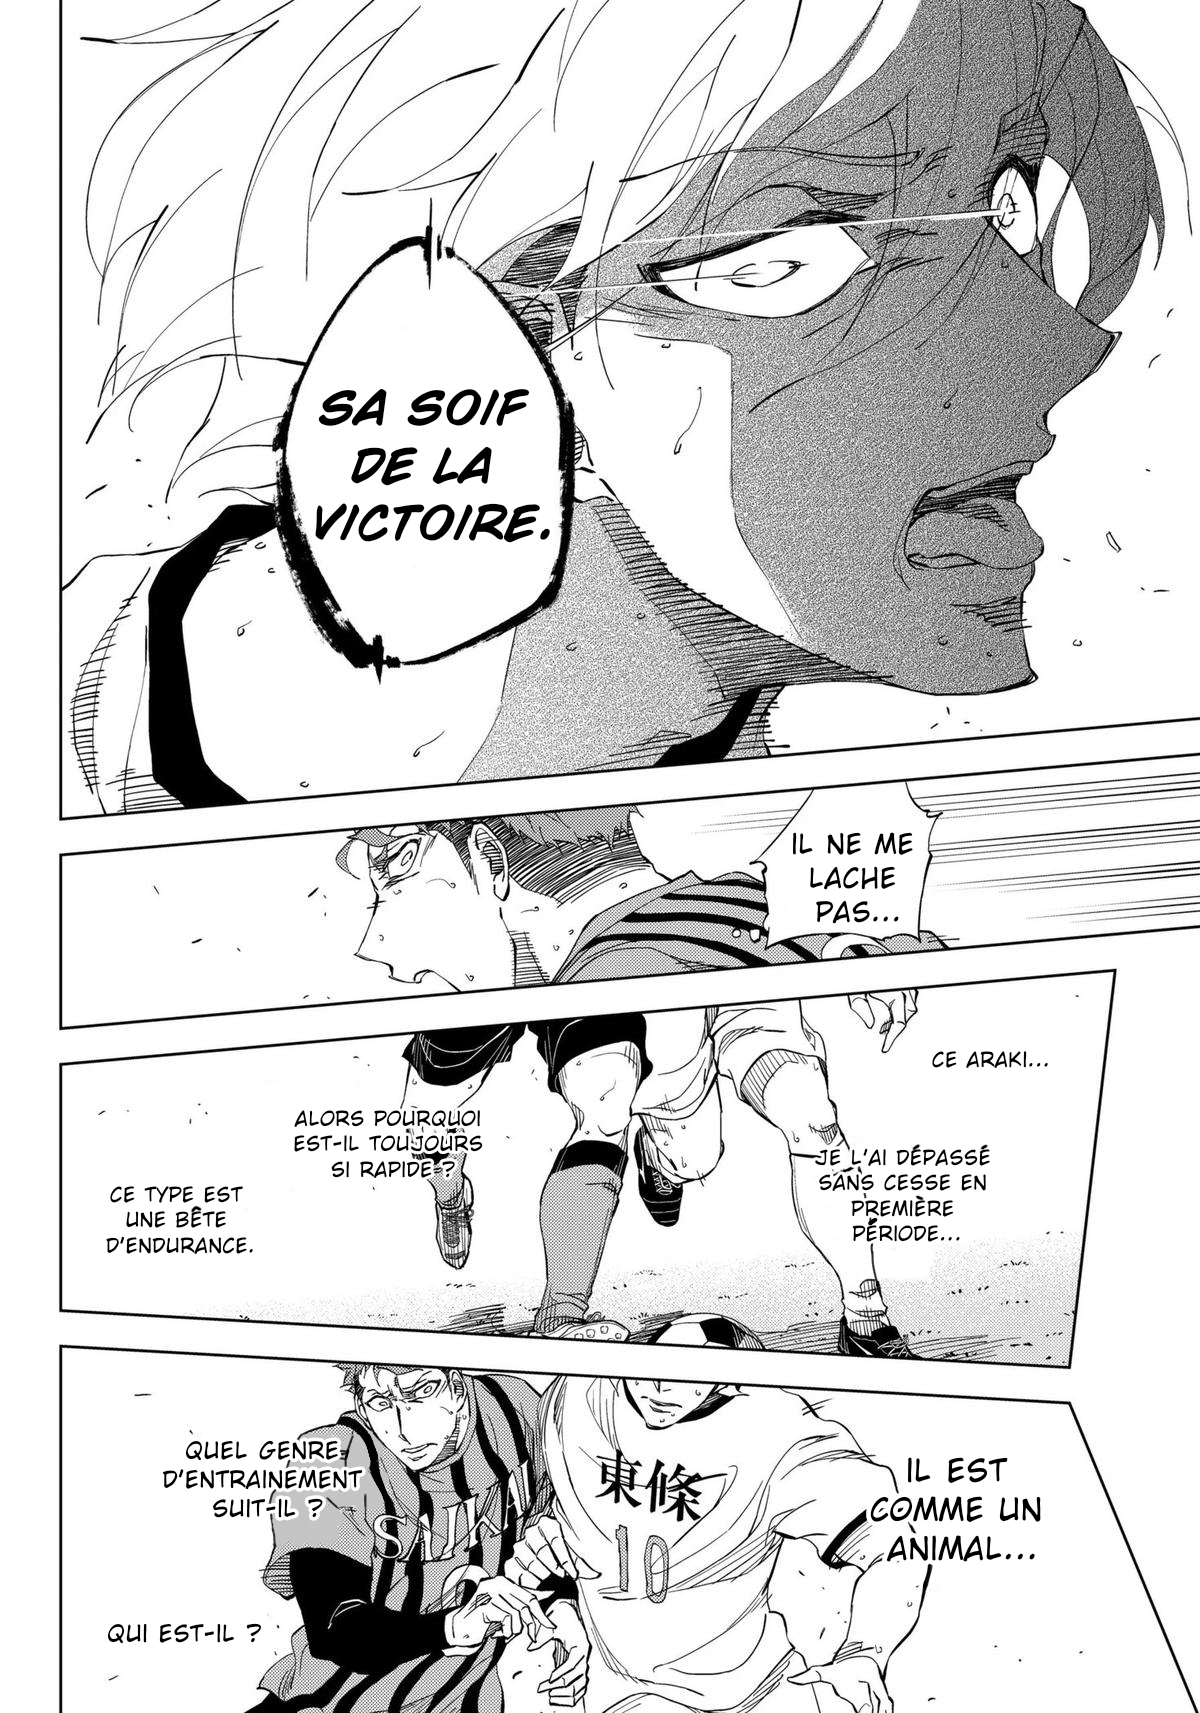 SA SOIF
DE LA
VICTOIRE.
IL NE ME
LACHE
PAS...
CE ARAKI...
JE L'AI DÉPASSÉ
SANS CESSE EN
PREMIÈRE
PÉRIODE...
ALORS POURQUOI
EST-IL TOUJOURS
SI RAPIDE ?
CE TYPE EST
UNE BÊTE
D'ENDURANCE.
IL EST
COMME UN
ANIMAL...
東條
10
QUEL GENRE
D'ENTRAINEMENT
SUIT-IL ?
QUI EST-IL ?